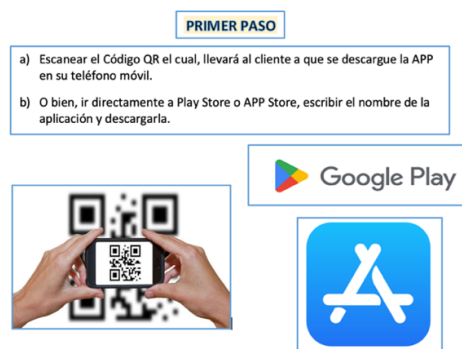 PRIMER PASO
a) Escanear el Código QR el cual, llevará al cliente a que se descargue la APP
en su teléfono móvil.
b) O bien, ir directamente a Play Store o APP Store, escribir el nombre de la
aplicación y descargarla.
Google Play